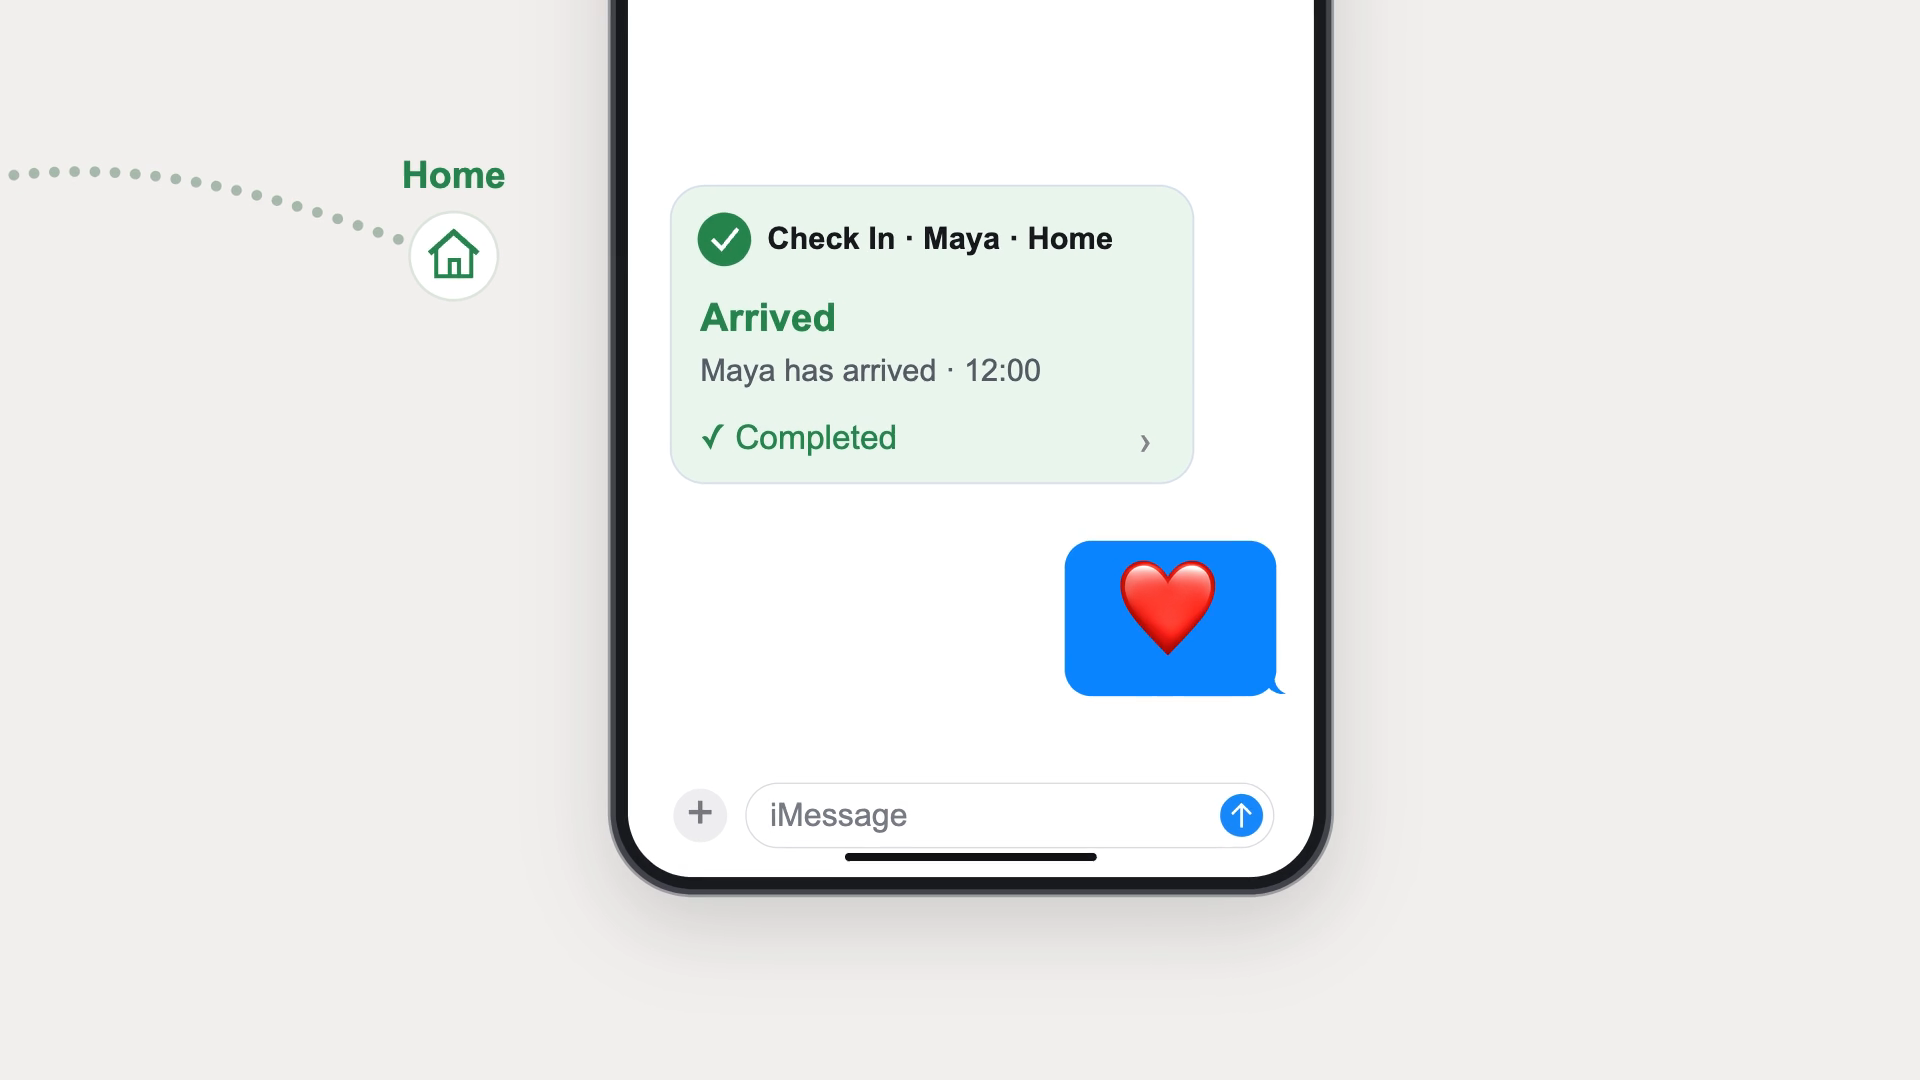 Home
Check In · Maya · Home
Arrived
Maya has arrived · 12:00
✓ Completed
❤️
iMessage